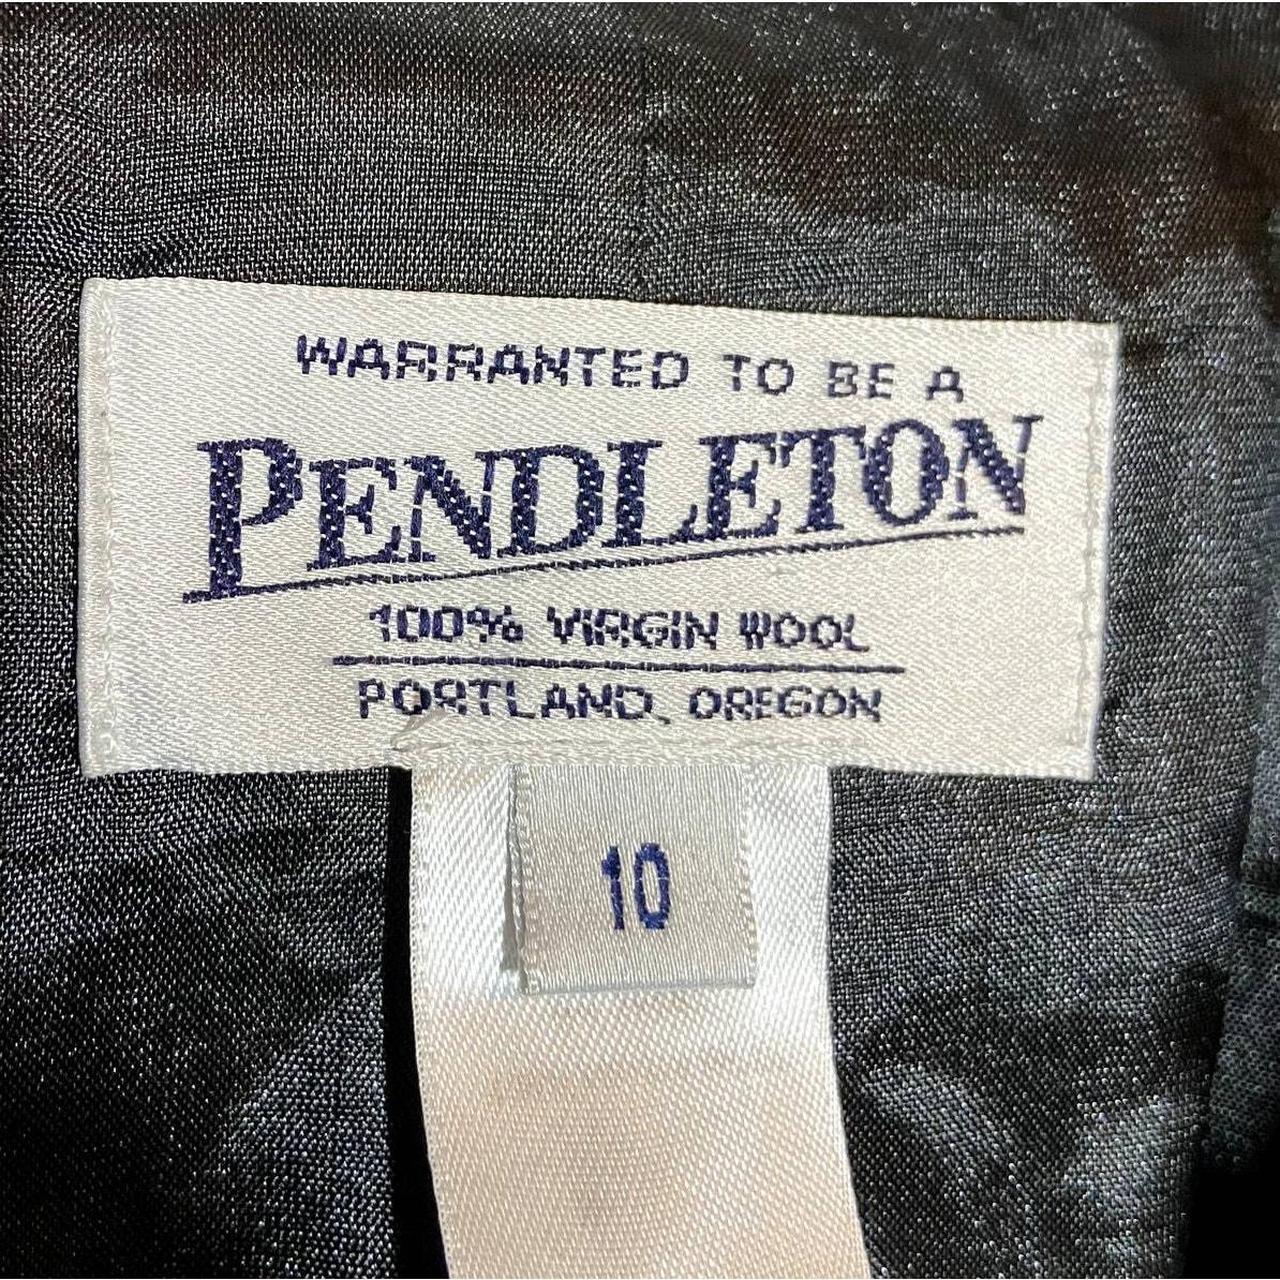 WARRANTED TO BE A
PENDLETON
100% VIRGIN WOOL
PORTLAND, OREGON
10